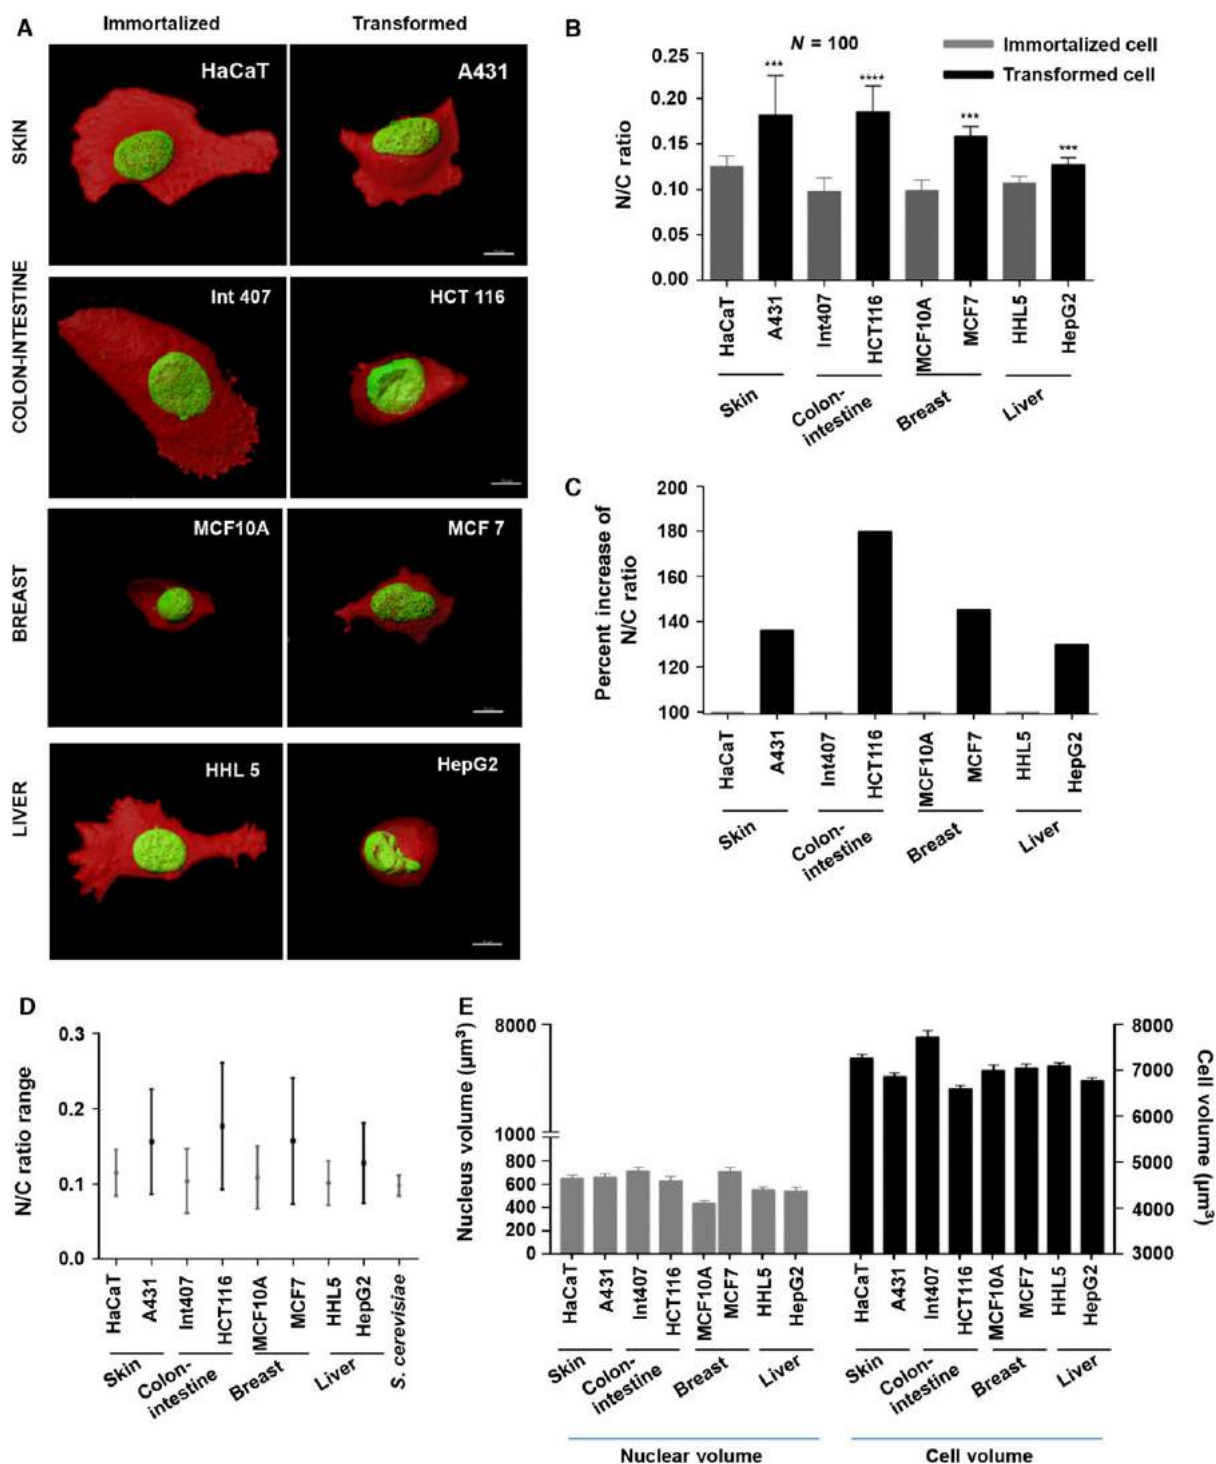 A
Immortalized
Transformed
SKIN
COLON-INTESTINE
BREAST
LIVER
HaCaT
A431
Int 407
HCT 116
MCF10A
MCF 7
HHL 5
HepG2
B
N = 100
Immortalized cell
Transformed cell
N/C ratio
0.25
0.20
0.15
0.10
0.05
0.00
***
****
***
***
HaCaT
A431
Int407
HCT116
MCF10A
MCF7
HHL5
HepG2
Skin
Colon-
intestine
Breast
Liver
C
Percent increase of
N/C ratio
200
180
160
140
120
100
HaCaT
A431
Int407
HCT116
MCF10A
MCF7
HHL5
HepG2
Skin
Colon-
intestine
Breast
Liver
D
N/C ratio range
0.3
0.2
0.1
0.0
HaCaT
A431
Int407
HCT116
MCF10A
MCF7
HHL5
HepG2
S. cerevisiae
Skin
Colon-
intestine
Breast
Liver
E
Nucleus volume (µm³)
8000
1000
800
600
400
200
0
HaCaT
A431
Int407
HCT116
MCF10A
MCF7
HHL5
HepG2
Skin
Colon-
intestine
Breast
Liver
Nuclear volume
HaCaT
A431
Int407
HCT116
MCF10A
MCF7
HHL5
HepG2
Skin
Colon-
intestine
Breast
Liver
Cell volume
8000
7000
6000
5000
4000
3000
Cell volume (µm³)